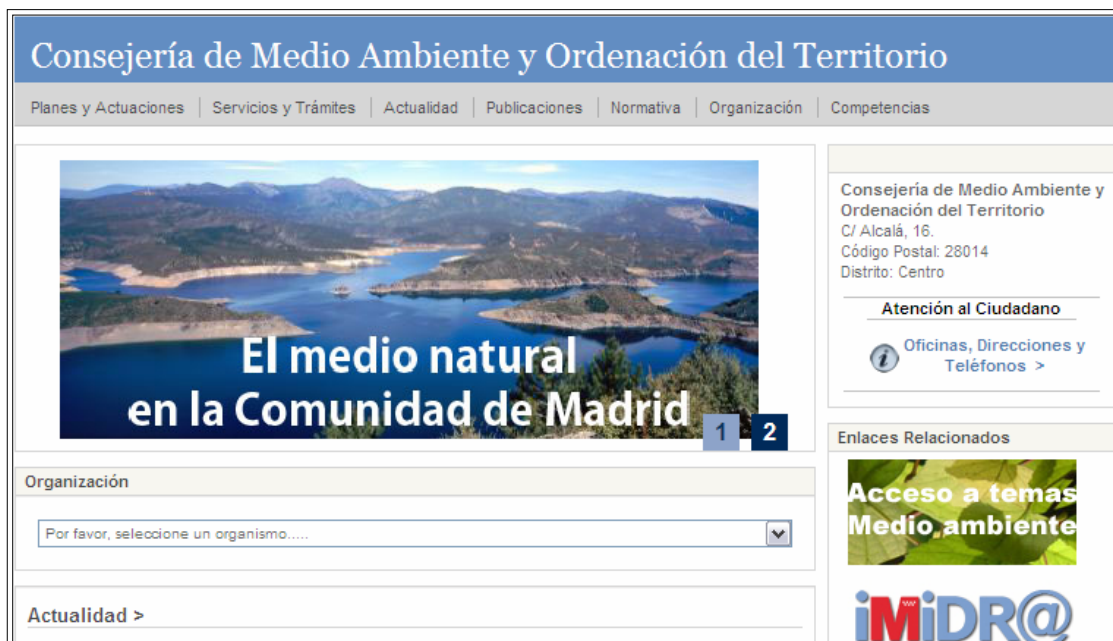 Consejería de Medio Ambiente y Ordenación del Territorio
Planes y Actuaciones | Servicios y Trámites | Actualidad | Publicaciones | Normativa | Organización | Competencias
El medio natural
en la Comunidad de Madrid
1 2
Organización
Por favor, seleccione un organismo.....
Actualidad >
Consejería de Medio Ambiente y
Ordenación del Territorio
C/ Alcalá, 16.
Código Postal: 28014
Distrito: Centro
Atención al Ciudadano
i Oficinas, Direcciones y
Teléfonos >
Enlaces Relacionados
Acceso a temas
Medio ambiente
iMiDR@